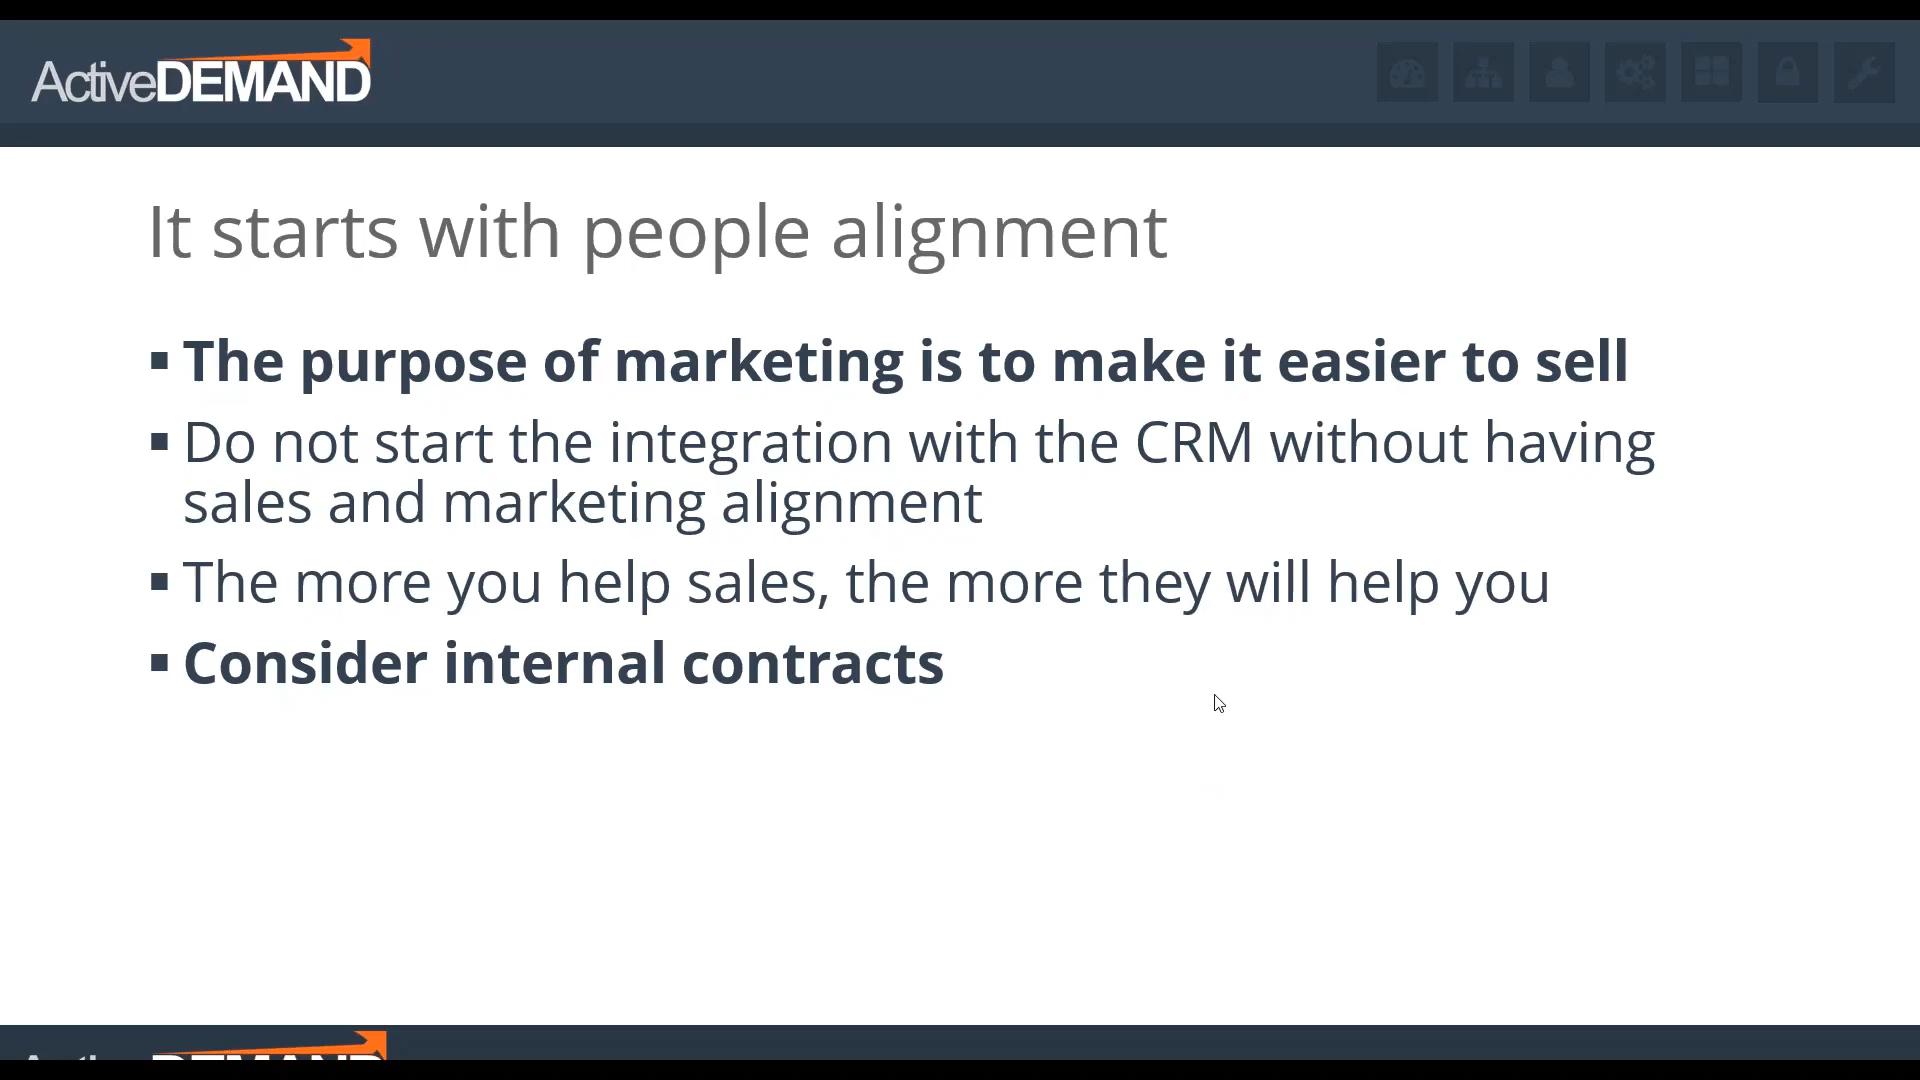 ActiveDEMAND
It starts with people alignment
▪ The purpose of marketing is to make it easier to sell
▪ Do not start the integration with the CRM without having
sales and marketing alignment
▪ The more you help sales, the more they will help you
▪ Consider internal contracts
ActiveDEMAND